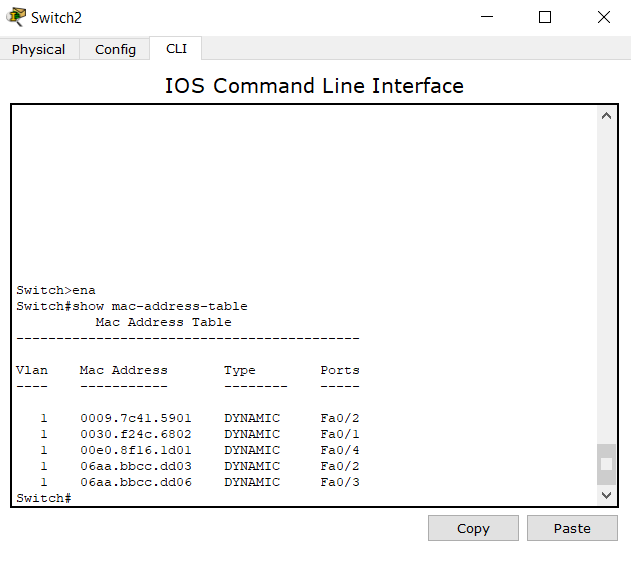 Switch2
Physical Config CLI
IOS Command Line Interface
Switch>ena
Switch#show mac-address-table
Mac Address Table
-------------------------------------------
Vlan    Mac Address       Type        Ports
----    -----------       --------    -----
1    0009.7c41.5901    DYNAMIC     Fa0/2
1    0030.f24c.6802    DYNAMIC     Fa0/1
1    00e0.8f16.1d01    DYNAMIC     Fa0/4
1    06aa.bbcc.dd03    DYNAMIC     Fa0/2
1    06aa.bbcc.dd06    DYNAMIC     Fa0/3
Switch#
Copy Paste